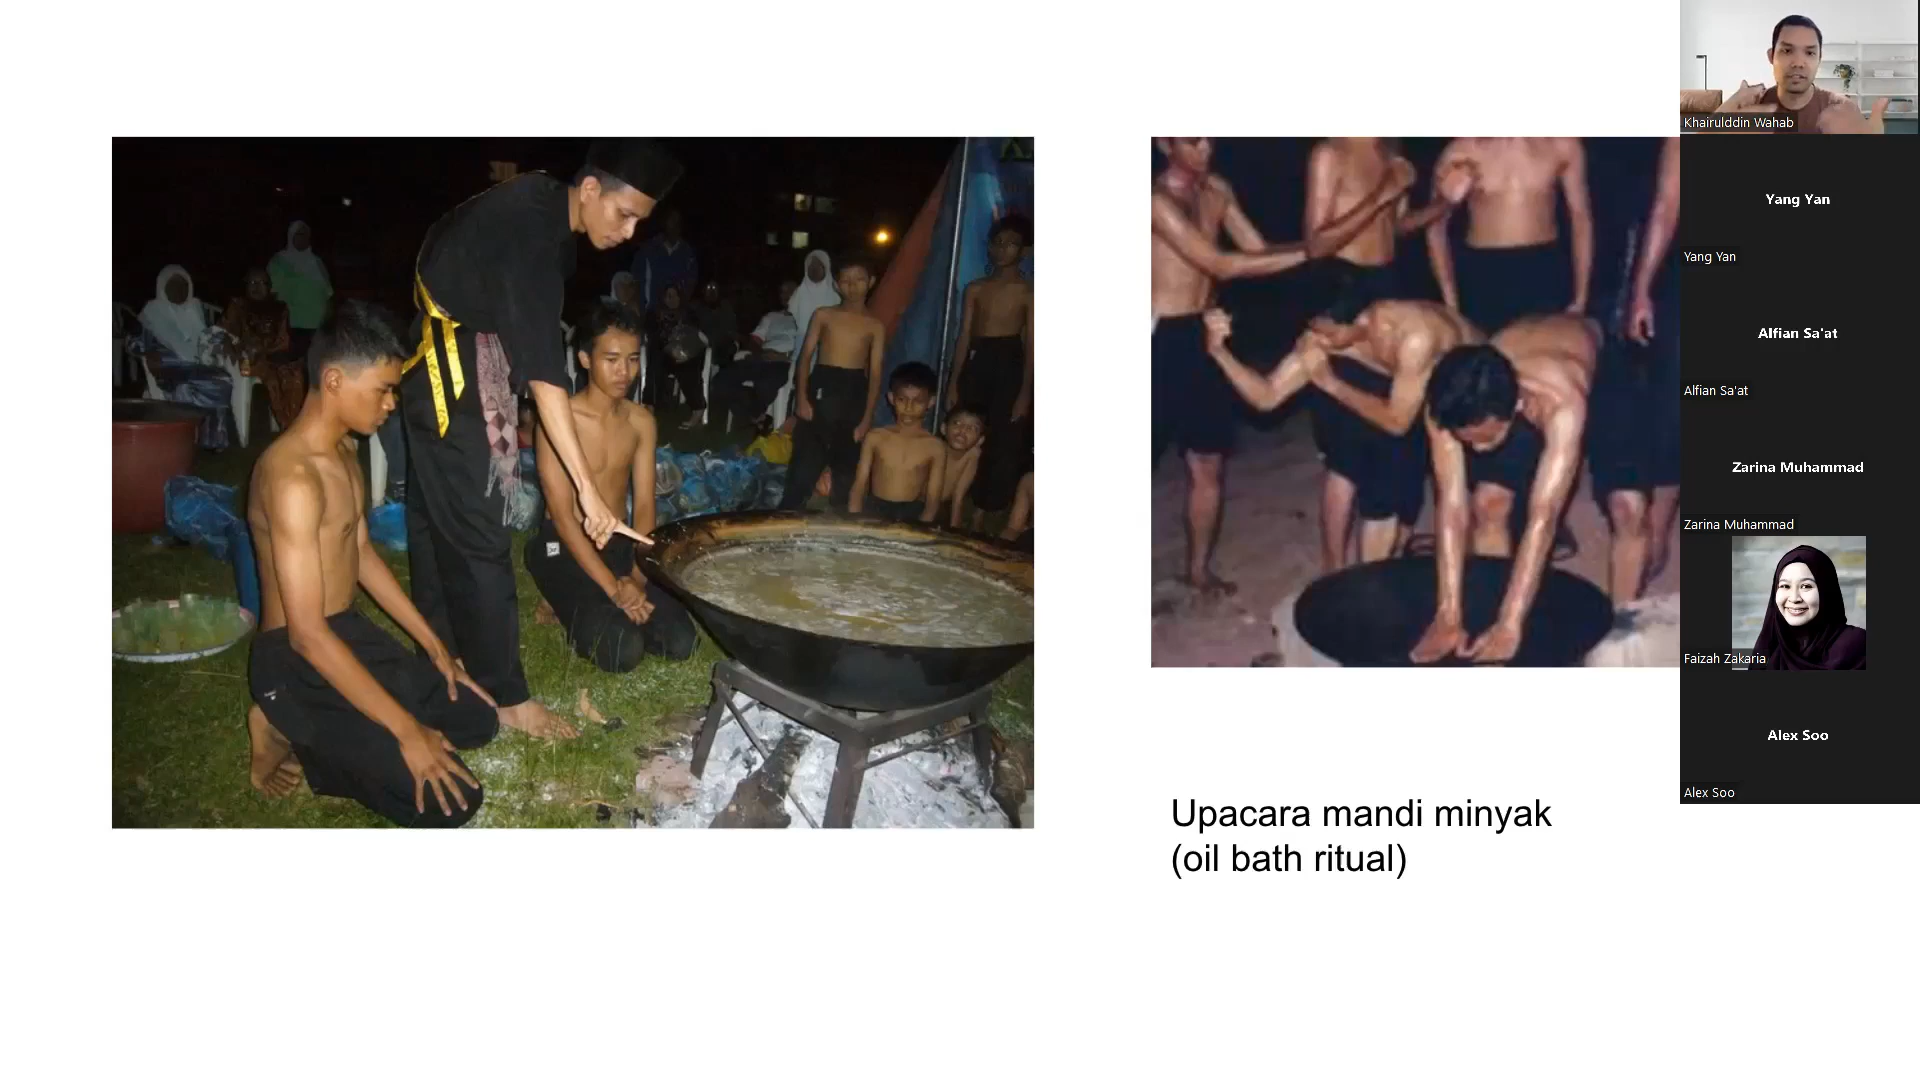 Khairulddin Wahab
Yang Yan
Yang Yan
Alfian Sa'at
Alfian Sa'at
Zarina Muhammad
Zarina Muhammad
Faizah Zakaria
Alex Soo
Alex Soo
Upacara mandi minyak
(oil bath ritual)